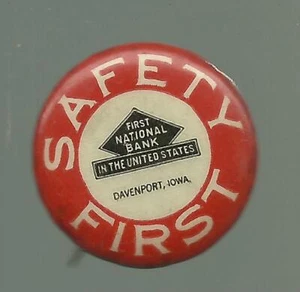 SAFETY
FIRST
NATIONAL
BANK
IN THE UNITED STATES
DAVENPORT, IOWA.
FIRST